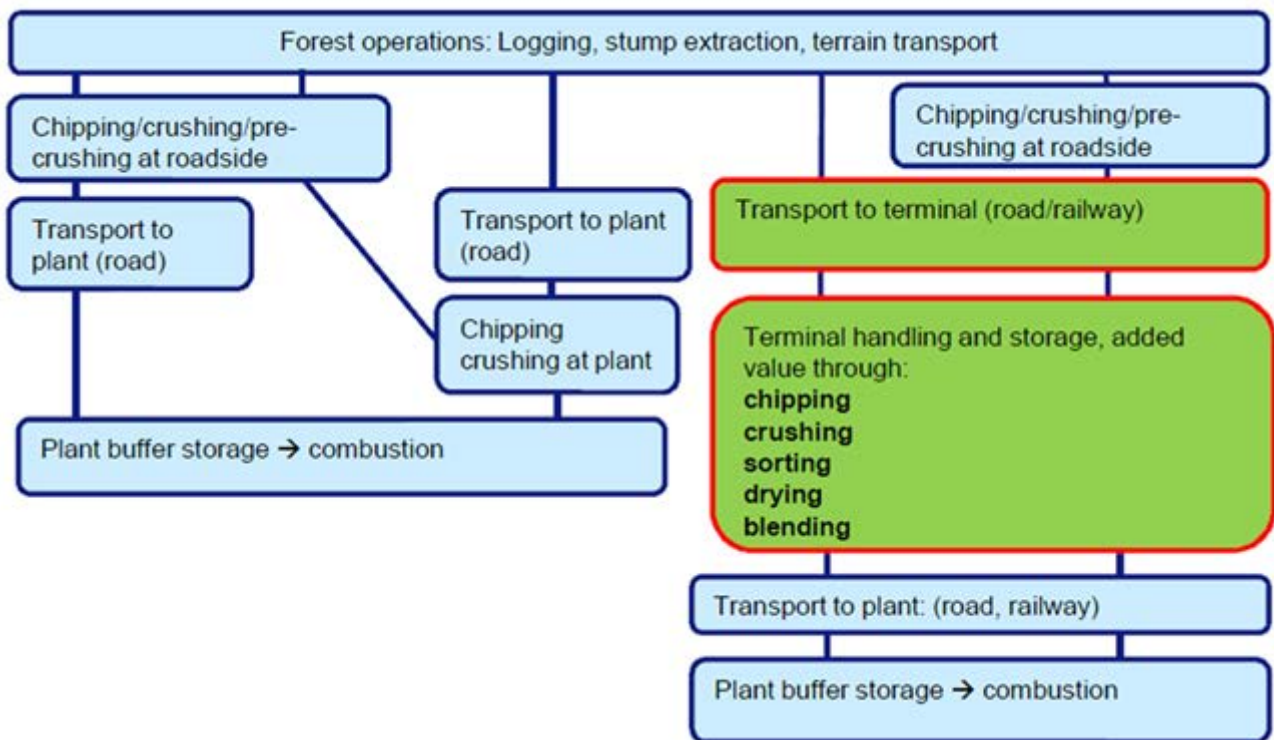 Forest operations: Logging, stump extraction, terrain transport
Chipping/crushing/pre-
crushing at roadside
Chipping/crushing/pre-
crushing at roadside
Transport to
plant (road)
Transport to plant
(road)
Transport to terminal (road/railway)
Chipping
crushing at plant
Terminal handling and storage, added
value through:
chipping
crushing
sorting
drying
blending
Plant buffer storage → combustion
Transport to plant: (road, railway)
Plant buffer storage → combustion